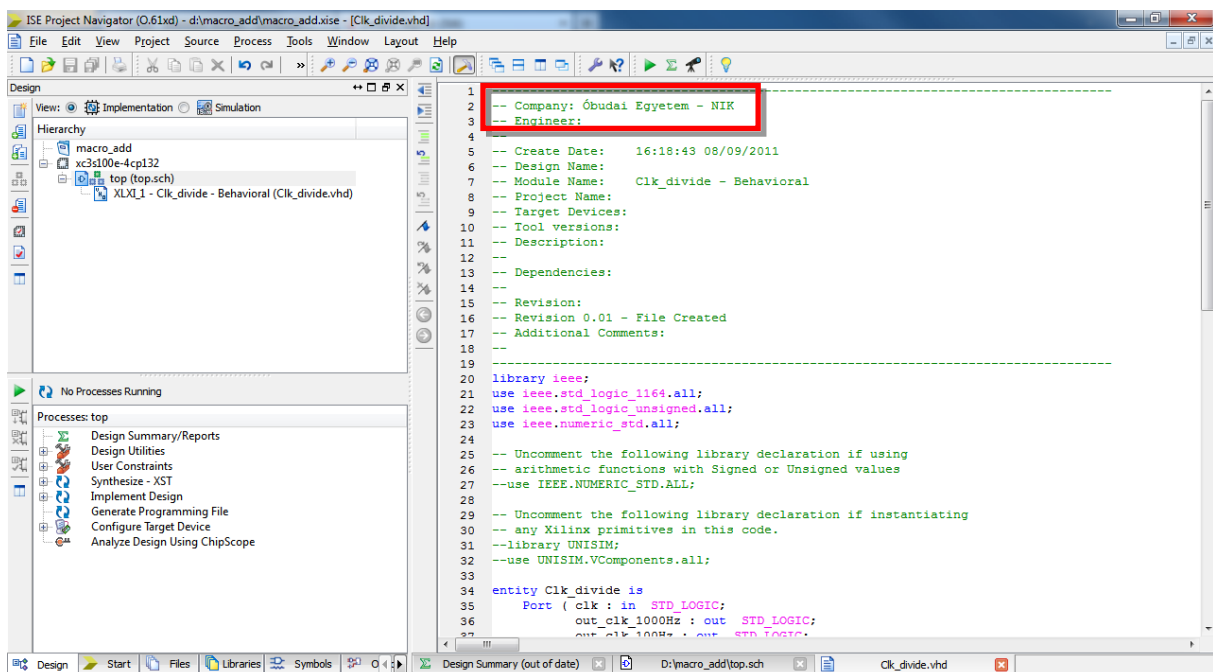 ISE Project Navigator (O.61xd) - d:\macro_add\macro_add.xise - [Clk_divide.vhd]
File Edit View Project Source Process Tools Window Layout Help
Design
View: Implementation Simulation
Hierarchy
macro_add
xc3s100e-4cp132
top (top.sch)
XLXI_1 - Clk_divide - Behavioral (Clk_divide.vhd)
No Processes Running
Processes: top
Design Summary/Reports
Design Utilities
User Constraints
Synthesize - XST
Implement Design
Generate Programming File
Configure Target Device
Analyze Design Using ChipScope
Design Start Files Libraries Symbols
1 --------------------------------------------------------------------------------
2 -- Company: Óbudai Egyetem - NIK
3 -- Engineer:
4 --
5 -- Create Date: 16:18:43 08/09/2011
6 -- Design Name:
7 -- Module Name: Clk_divide - Behavioral
8 -- Project Name:
9 -- Target Devices:
10 -- Tool versions:
11 -- Description:
12 --
13 -- Dependencies:
14 --
15 -- Revision:
16 -- Revision 0.01 - File Created
17 -- Additional Comments:
18 --
19 --------------------------------------------------------------------------------
20 library ieee;
21 use ieee.std_logic_1164.all;
22 use ieee.std_logic_unsigned.all;
23 use ieee.numeric_std.all;
24
25 -- Uncomment the following library declaration if using
26 -- arithmetic functions with Signed or Unsigned values
27 --use IEEE.NUMERIC_STD.ALL;
28
29 -- Uncomment the following library declaration if instantiating
30 -- any Xilinx primitives in this code.
31 --library UNISIM;
32 --use UNISIM.VComponents.all;
33
34 entity Clk_divide is
35 Port ( clk : in STD_LOGIC;
36 out_clk_1000Hz : out STD_LOGIC;
37 out_clk_100Hz : out STD_LOGIC;
Design Summary (out of date) D:\macro_add\top.sch Clk_divide.vhd